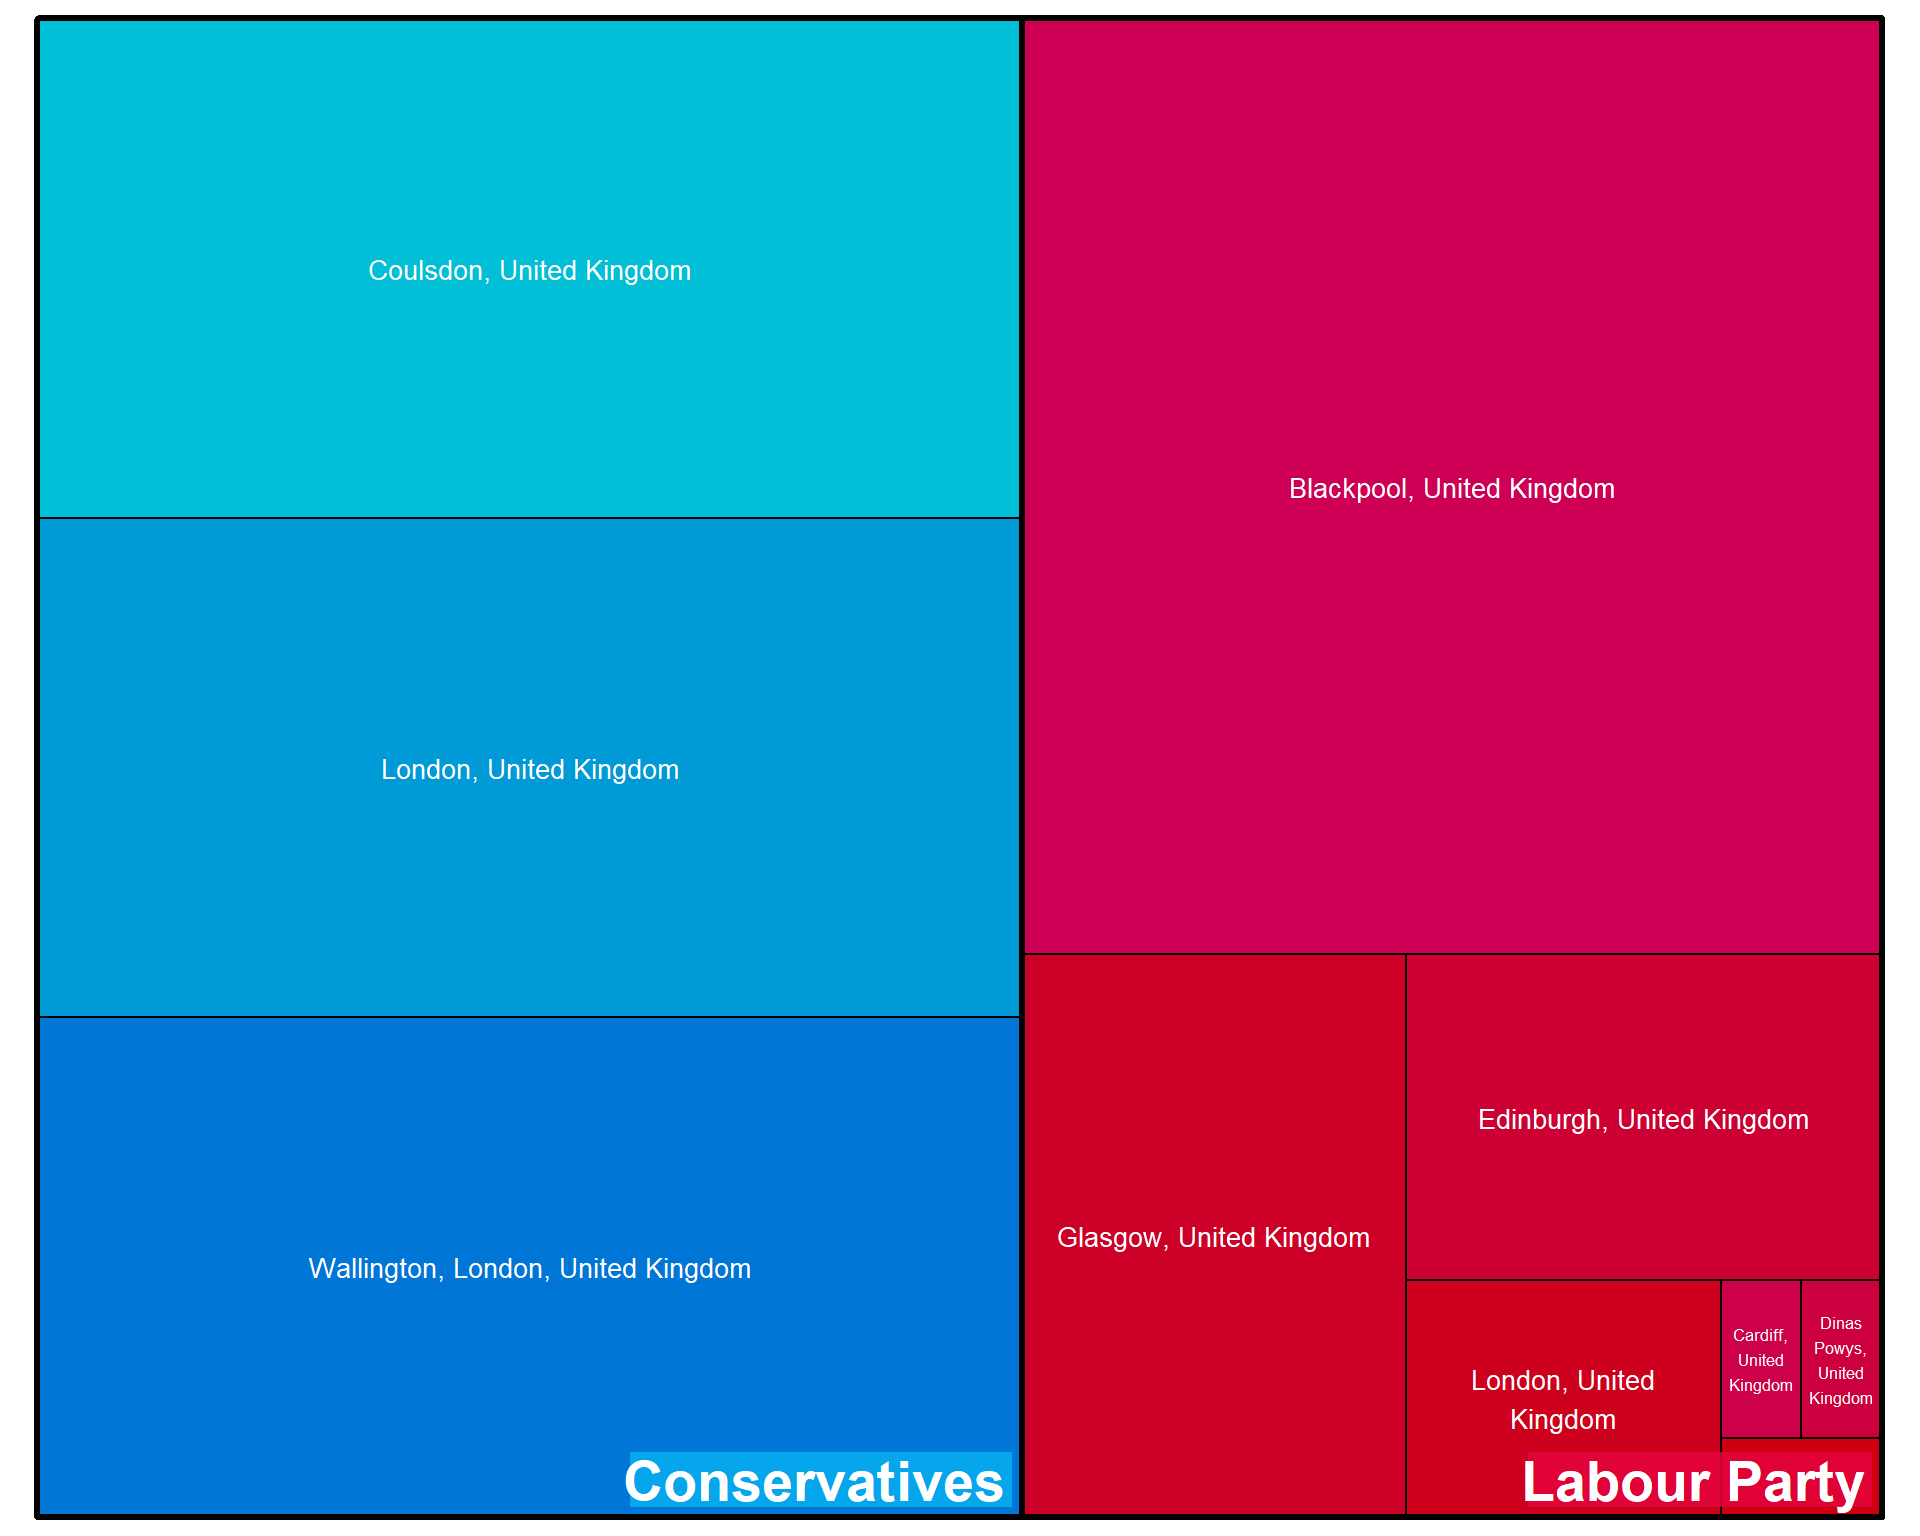 Coulsdon, United Kingdom
London, United Kingdom
Wallington, London, United Kingdom
Conservatives
Blackpool, United Kingdom
Glasgow, United Kingdom
Edinburgh, United Kingdom
London, United
Kingdom
Cardiff,
United
Kingdom
Dinas
Powys,
United
Kingdom
Labour Party